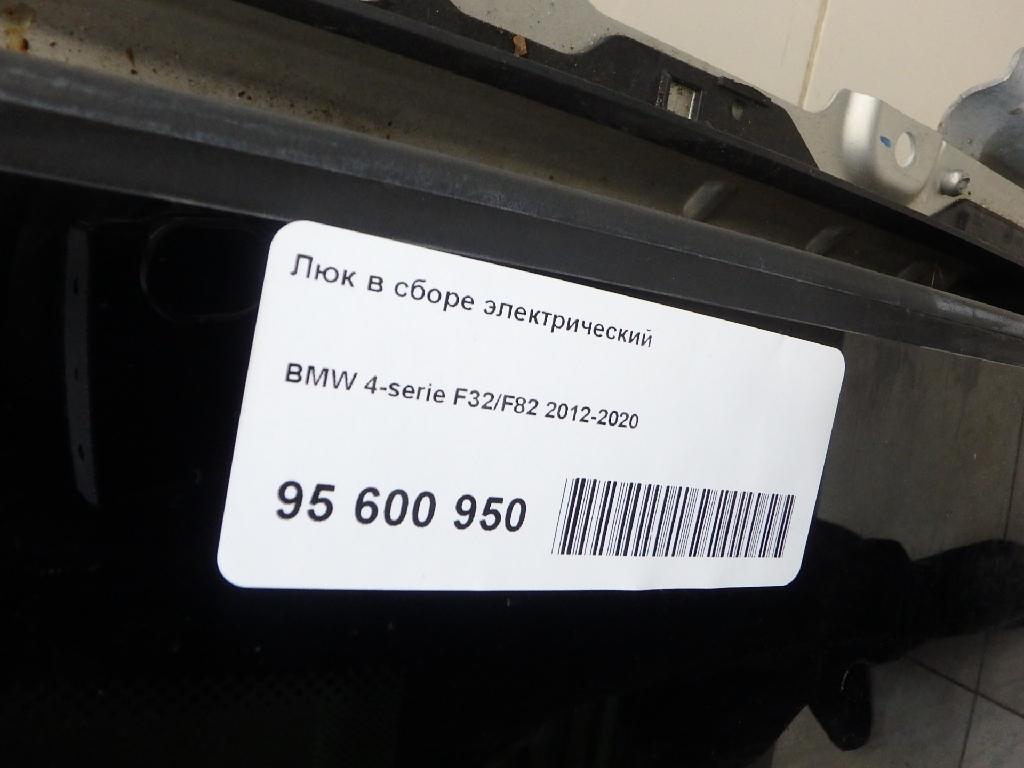 Люк в сборе электрический
BMW 4-serie F32/F82 2012-2020
95 600 950